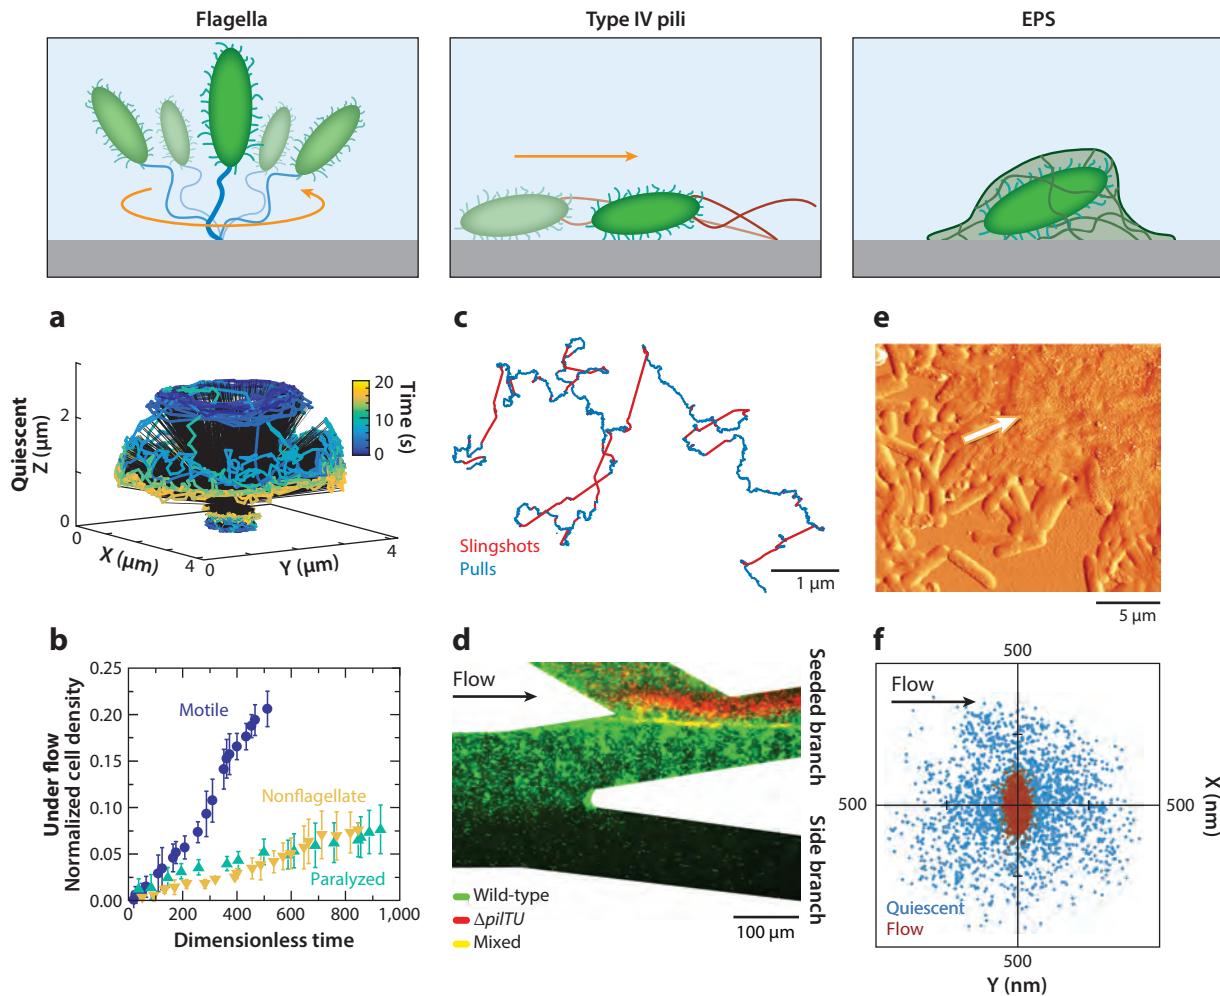 Flagella
Type IV pili
EPS
a
Quiescent
Z (μm)
2
0
0
X (μm)
4
0
Y (μm)
4
20
10
0
Time (s)
c
Slingshots
Pulls
1 μm
e
5 μm
b
Under flow
Normalized cell density
0.25
0.20
0.15
0.10
0.05
0.00
Motile
Nonflagellate
Paralyzed
0
200
400
600
800
1,000
Dimensionless time
d
Flow
Seeded branch
Side branch
Wild-type
ΔpilTU
Mixed
100 μm
f
500
Flow
500
500
X (nm)
Quiescent
Flow
500
Y (nm)